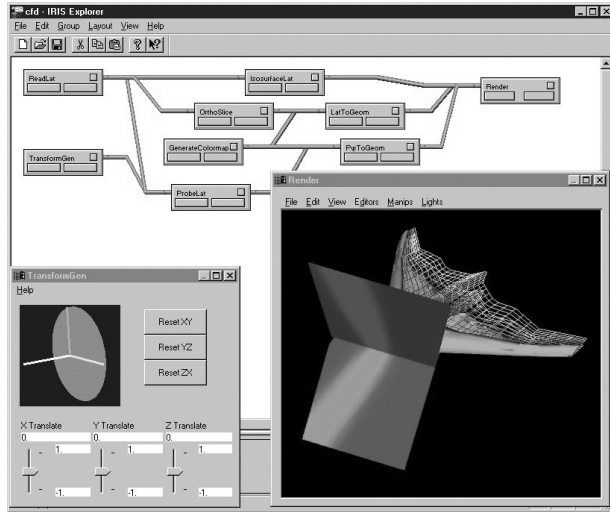 cfd - IRIS Explorer
File Edit Group Layout View Help
ReadLat
IsosurfaceLat
Render
OrthoSlice
LatToGeom
GenerateColormap
PyrToGeom
TransformGen
ProbeLat
Render
File Edit View Editors Manips Lights
TransformGen
Help
Reset XY
Reset YZ
Reset ZX
X Translate Y Translate Z Translate
0. 0. 0.
1. 1. 1.
-1. -1. -1.